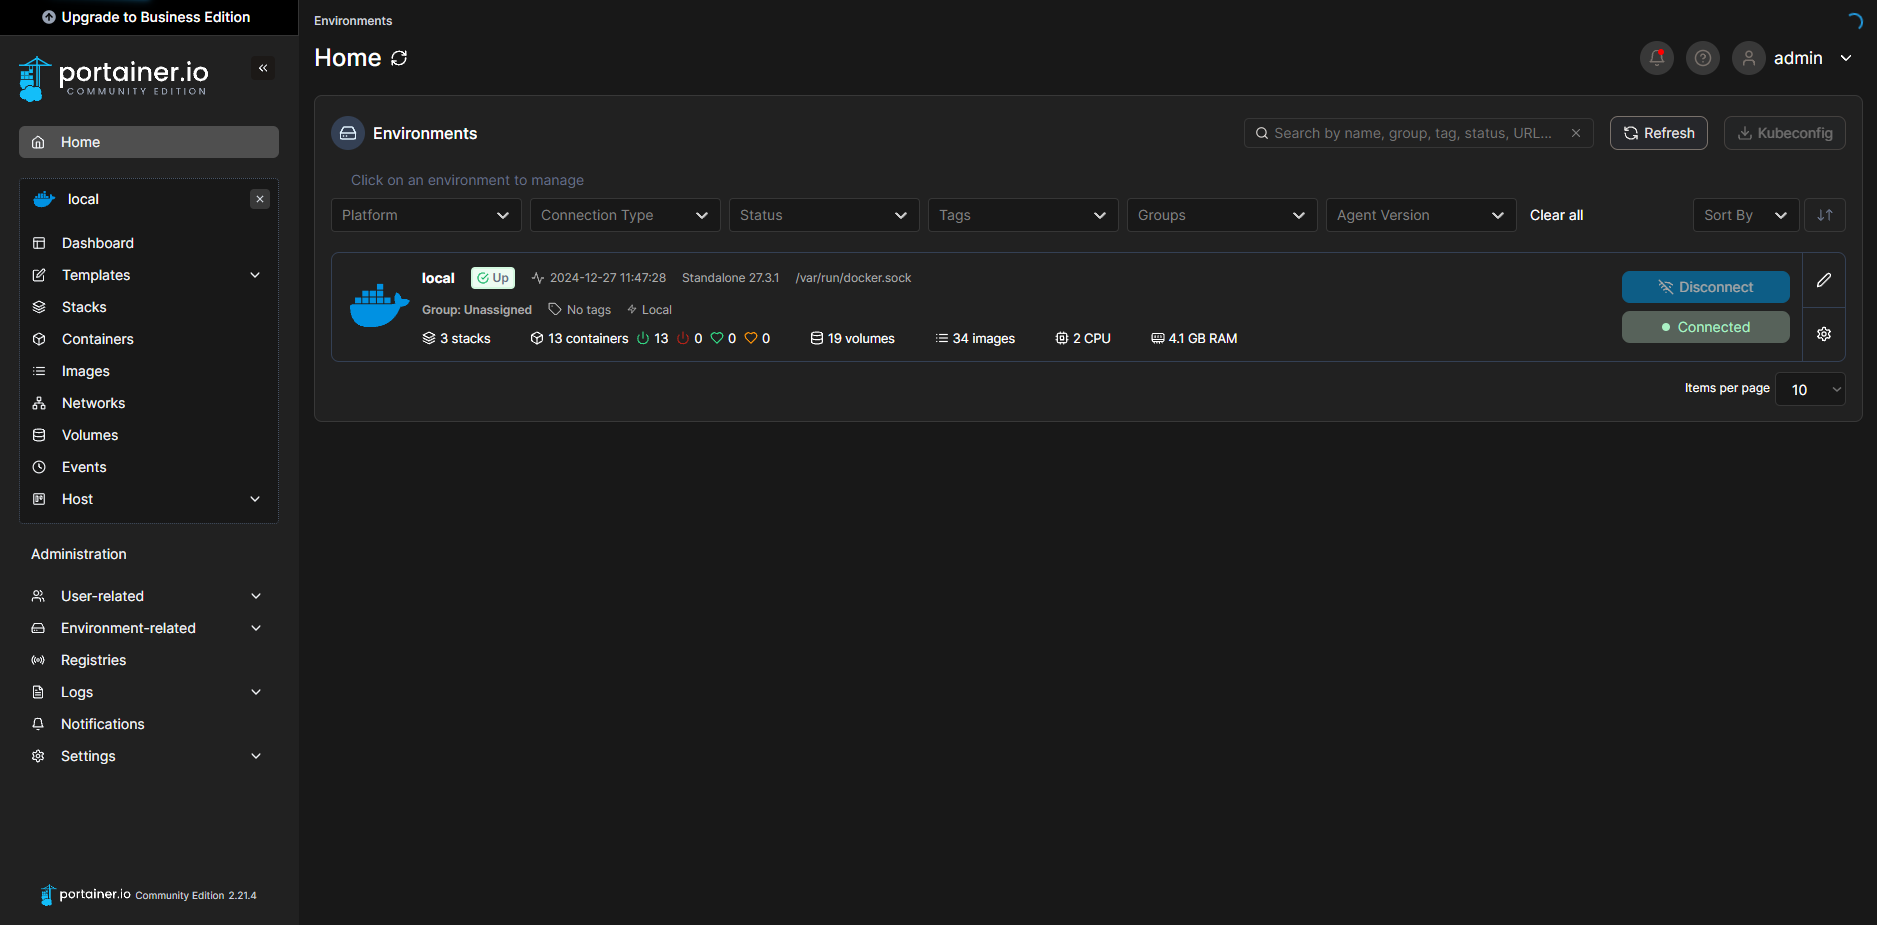 Upgrade to Business Edition
portainer.io
COMMUNITY EDITION
Home
local
Dashboard
Templates
Stacks
Containers
Images
Networks
Volumes
Events
Host
Administration
User-related
Environment-related
Registries
Logs
Notifications
Settings
portainer.io Community Edition 2.21.4
Environments
Home
admin
Environments
Search by name, group, tag, status, URL...
Refresh
Kubeconfig
Click on an environment to manage
Platform
Connection Type
Status
Tags
Groups
Agent Version
Clear all
Sort By
local Up 2024-12-27 11:47:28 Standalone 27.3.1 /var/run/docker.sock
Group: Unassigned No tags Local
3 stacks 13 containers 13 0 0 0 19 volumes 34 images 2 CPU 4.1 GB RAM
Disconnect
Connected
Items per page 10